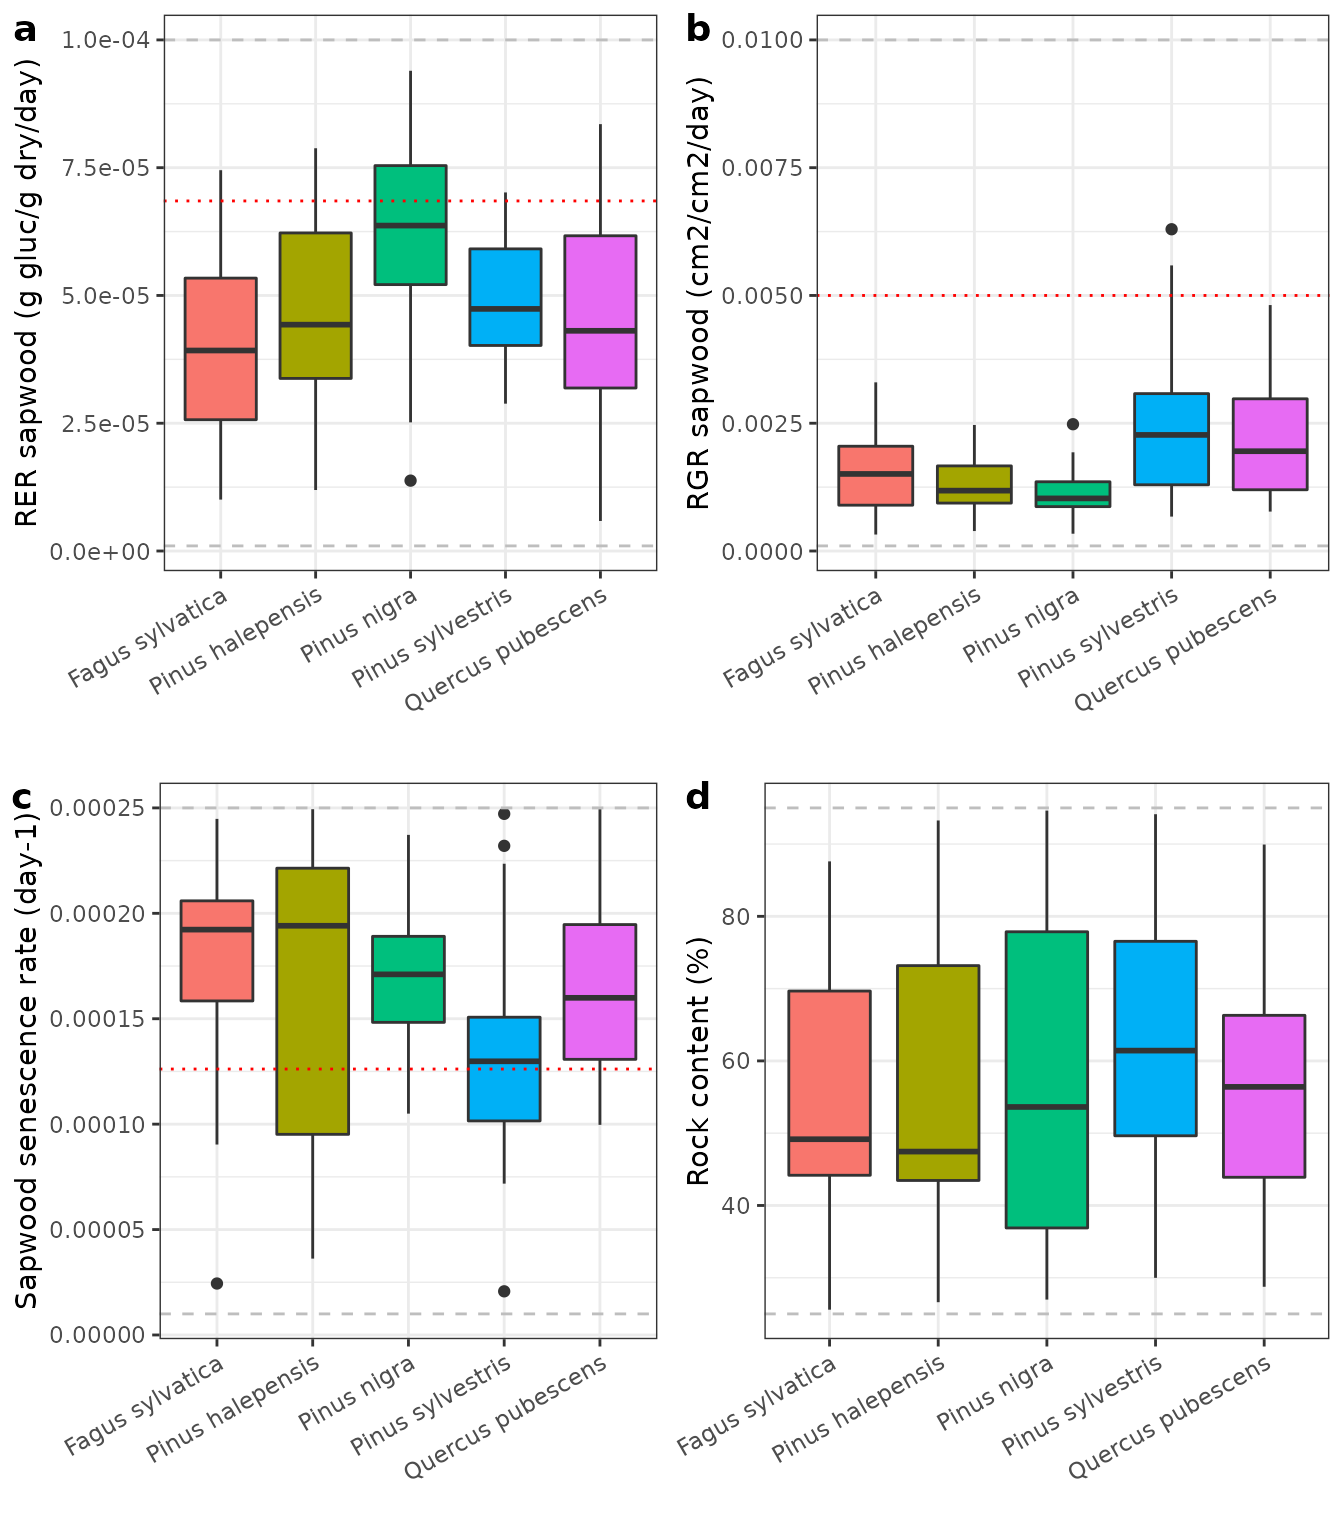 a
RER sapwood (g gluc/g dry/day)
1.0e-04
7.5e-05
5.0e-05
2.5e-05
0.0e+00
Fagus sylvatica
Pinus halepensis
Pinus nigra
Pinus sylvestris
Quercus pubescens
b
RGR sapwood (cm2/cm2/day)
0.0100
0.0075
0.0050
0.0025
0.0000
Fagus sylvatica
Pinus halepensis
Pinus nigra
Pinus sylvestris
Quercus pubescens
c
Sapwood senescence rate (day-1)
0.00025
0.00020
0.00015
0.00010
0.00005
0.00000
Fagus sylvatica
Pinus halepensis
Pinus nigra
Pinus sylvestris
Quercus pubescens
d
Rock content (%)
80
60
40
Fagus sylvatica
Pinus halepensis
Pinus nigra
Pinus sylvestris
Quercus pubescens